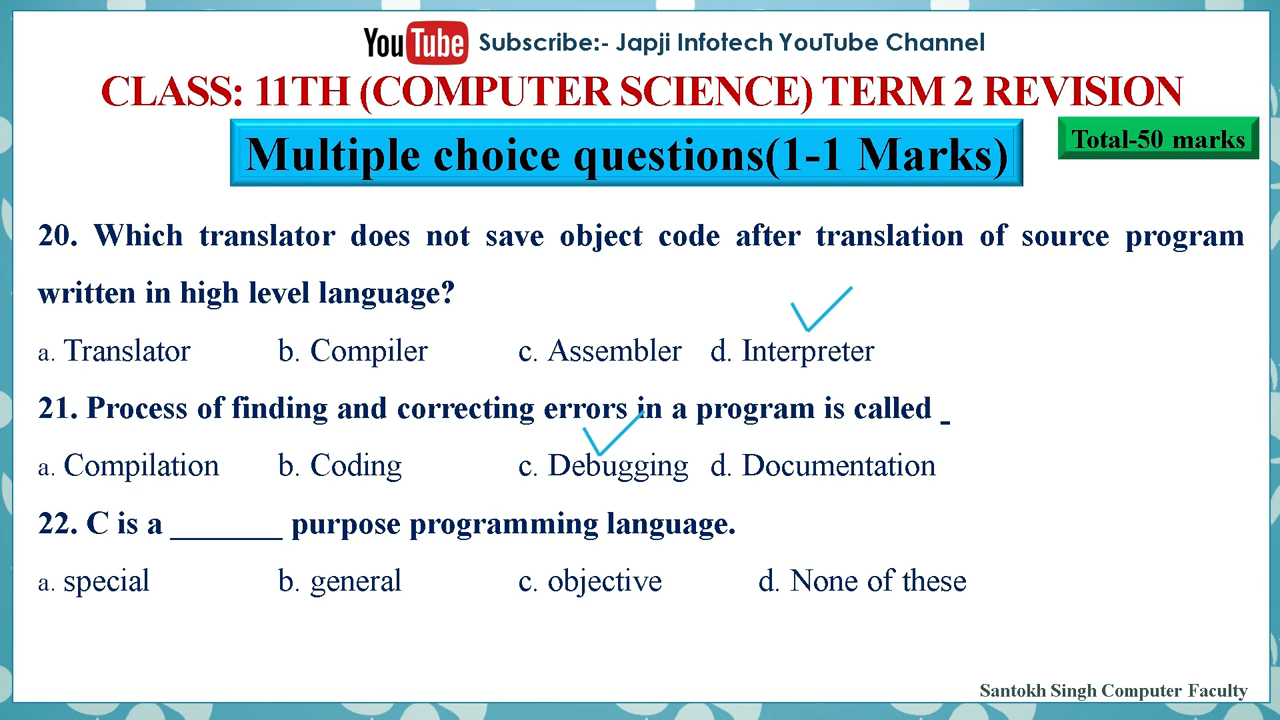 YouTube Subscribe:- Japji Infotech YouTube Channel
CLASS: 11TH (COMPUTER SCIENCE) TERM 2 REVISION
Multiple choice questions(1-1 Marks)
Total-50 marks
20. Which translator does not save object code after translation of source program
written in high level language?
a. Translator b. Compiler c. Assembler d. Interpreter
21. Process of finding and correcting errors in a program is called _
a. Compilation b. Coding c. Debugging d. Documentation
22. C is a _______ purpose programming language.
a. special b. general c. objective d. None of these
Santokh Singh Computer Faculty